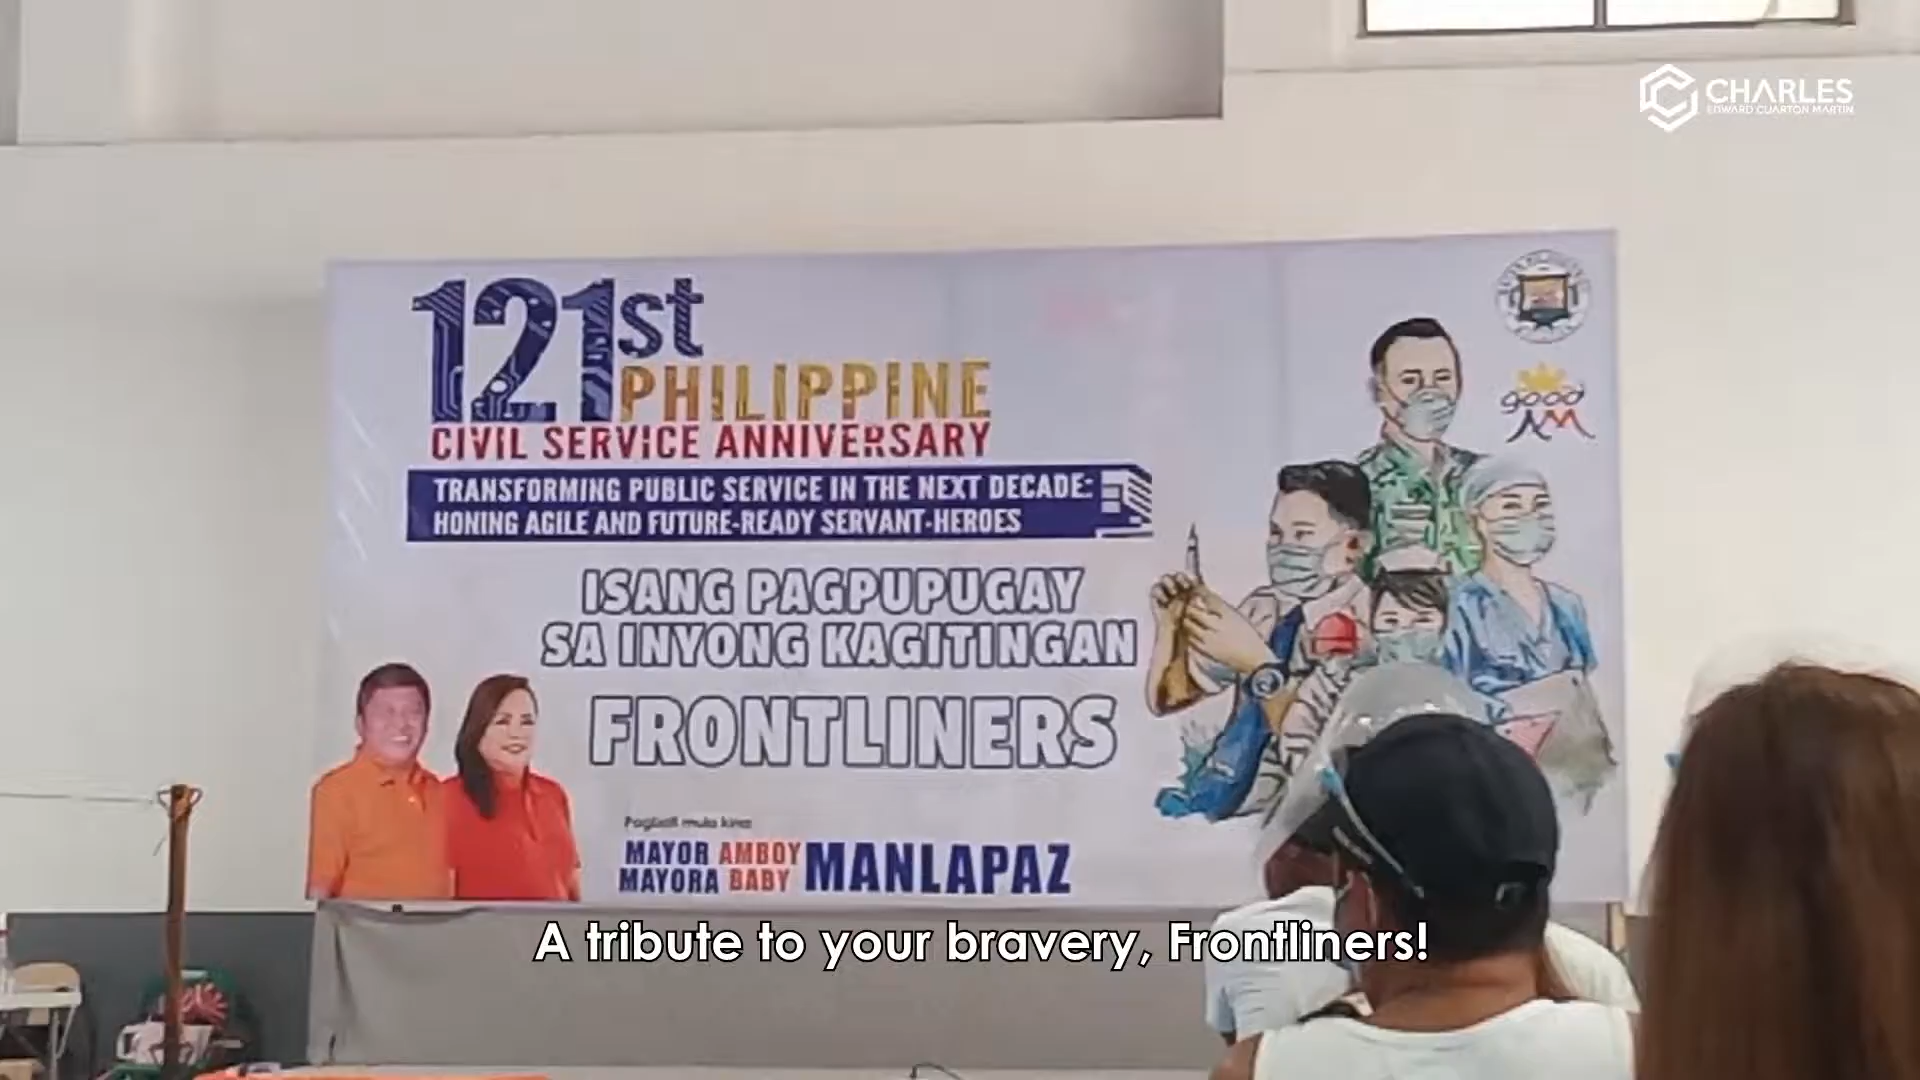 CHARLES
EDWARD CUARTON MARTIN
121st
PHILIPPINE
CIVIL SERVICE ANNIVERSARY
TRANSFORMING PUBLIC SERVICE IN THE NEXT DECADE:
HONING AGILE AND FUTURE-READY SERVANT-HEROES
good
AM
ISANG PAGPUPUGAY
SA INYONG KAGITINGAN
FRONTLINERS
Pagbati mula kina
MAYOR AMBOY
MAYORA BABY
MANLAPAZ
A tribute to your bravery, Frontliners!